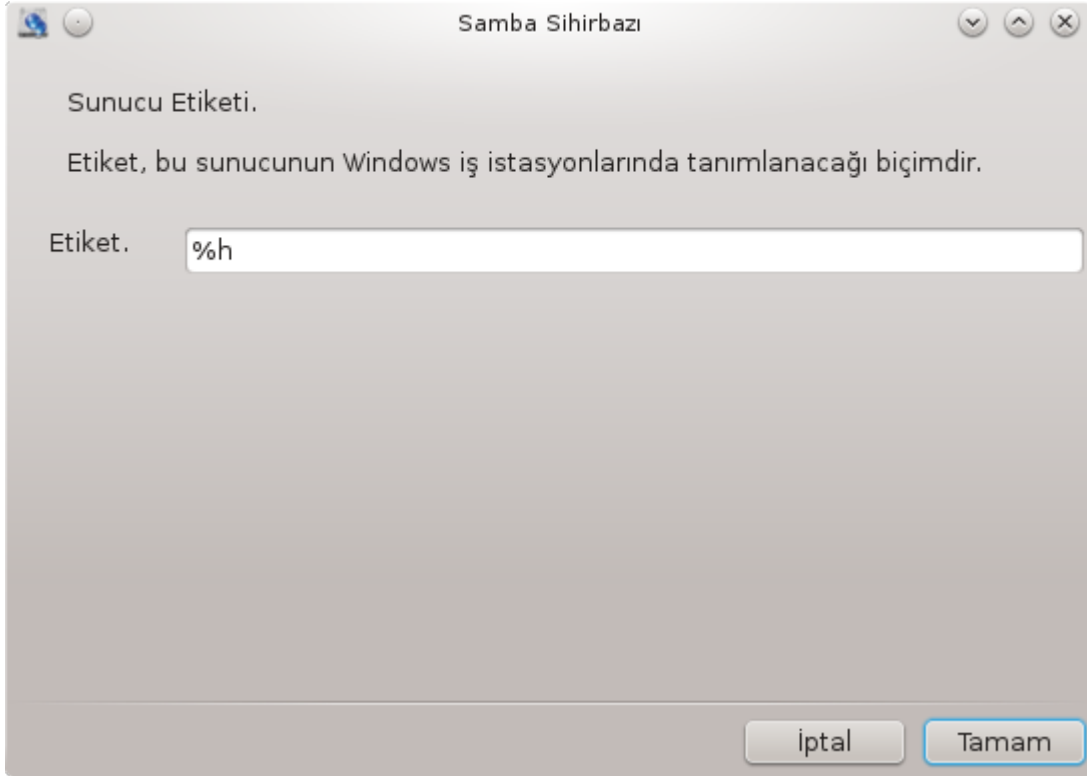 Samba Sihirbazı
Sunucu Etiketi.
Etiket, bu sunucunun Windows iş istasyonlarında tanımlanacağı biçimdir.
Etiket. %h
İptal Tamam